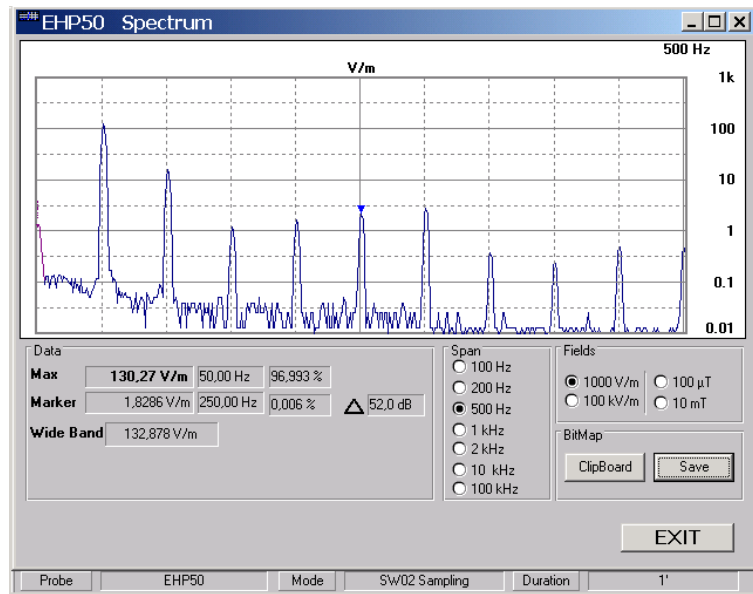 EHP50 Spectrum
500 Hz
V/m
1k
100
10
1
0.1
0.01
Data
Max 130,27 V/m 50,00 Hz 96,993 %
Marker 1,8286 V/m 250,00 Hz 0,006 % △ 52,0 dB
Wide Band 132,878 V/m
Span
100 Hz
200 Hz
500 Hz
1 kHz
2 kHz
10 kHz
100 kHz
Fields
1000 V/m 100 µT
100 kV/m 10 mT
BitMap
ClipBoard Save
EXIT
Probe EHP50 Mode SW02 Sampling Duration 1'